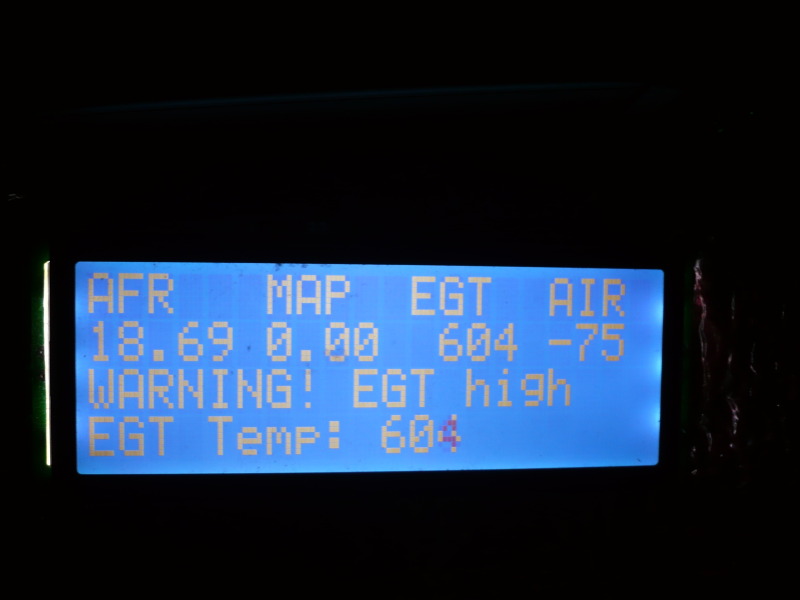 AFR MAP EGT AIR
18.69 0.00 604 -75
WARNING! EGT high
EGT Temp: 604